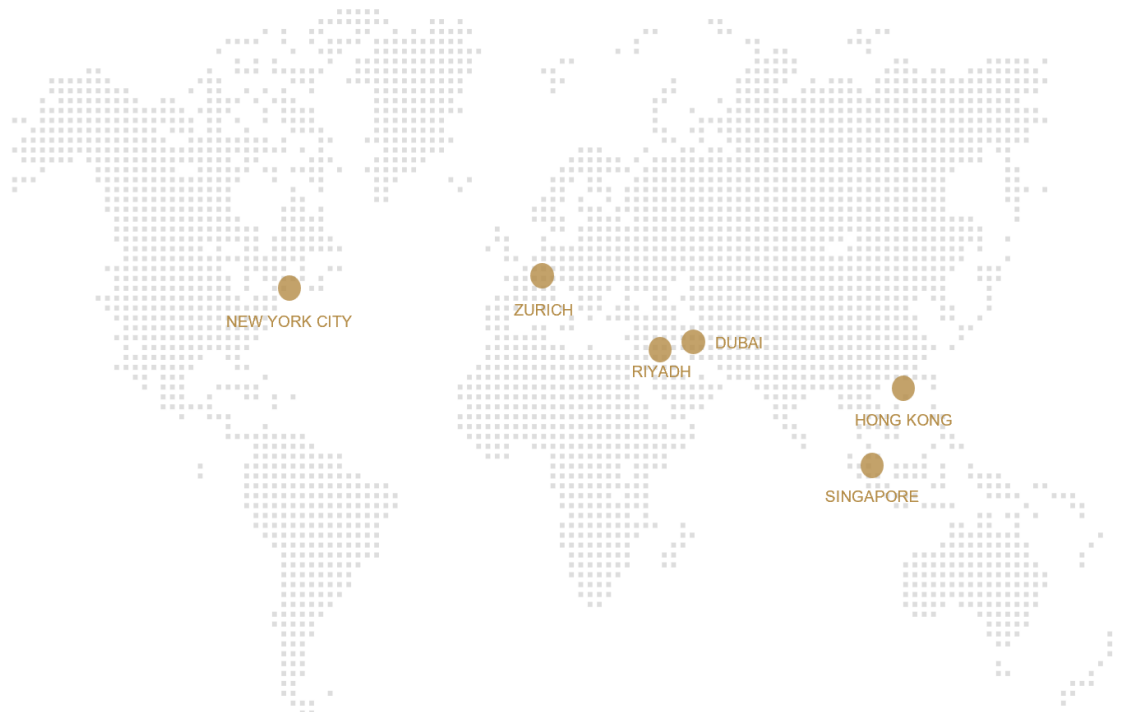 ZURICH
NEW YORK CITY
DUBAI
RIYADH
HONG KONG
SINGAPORE